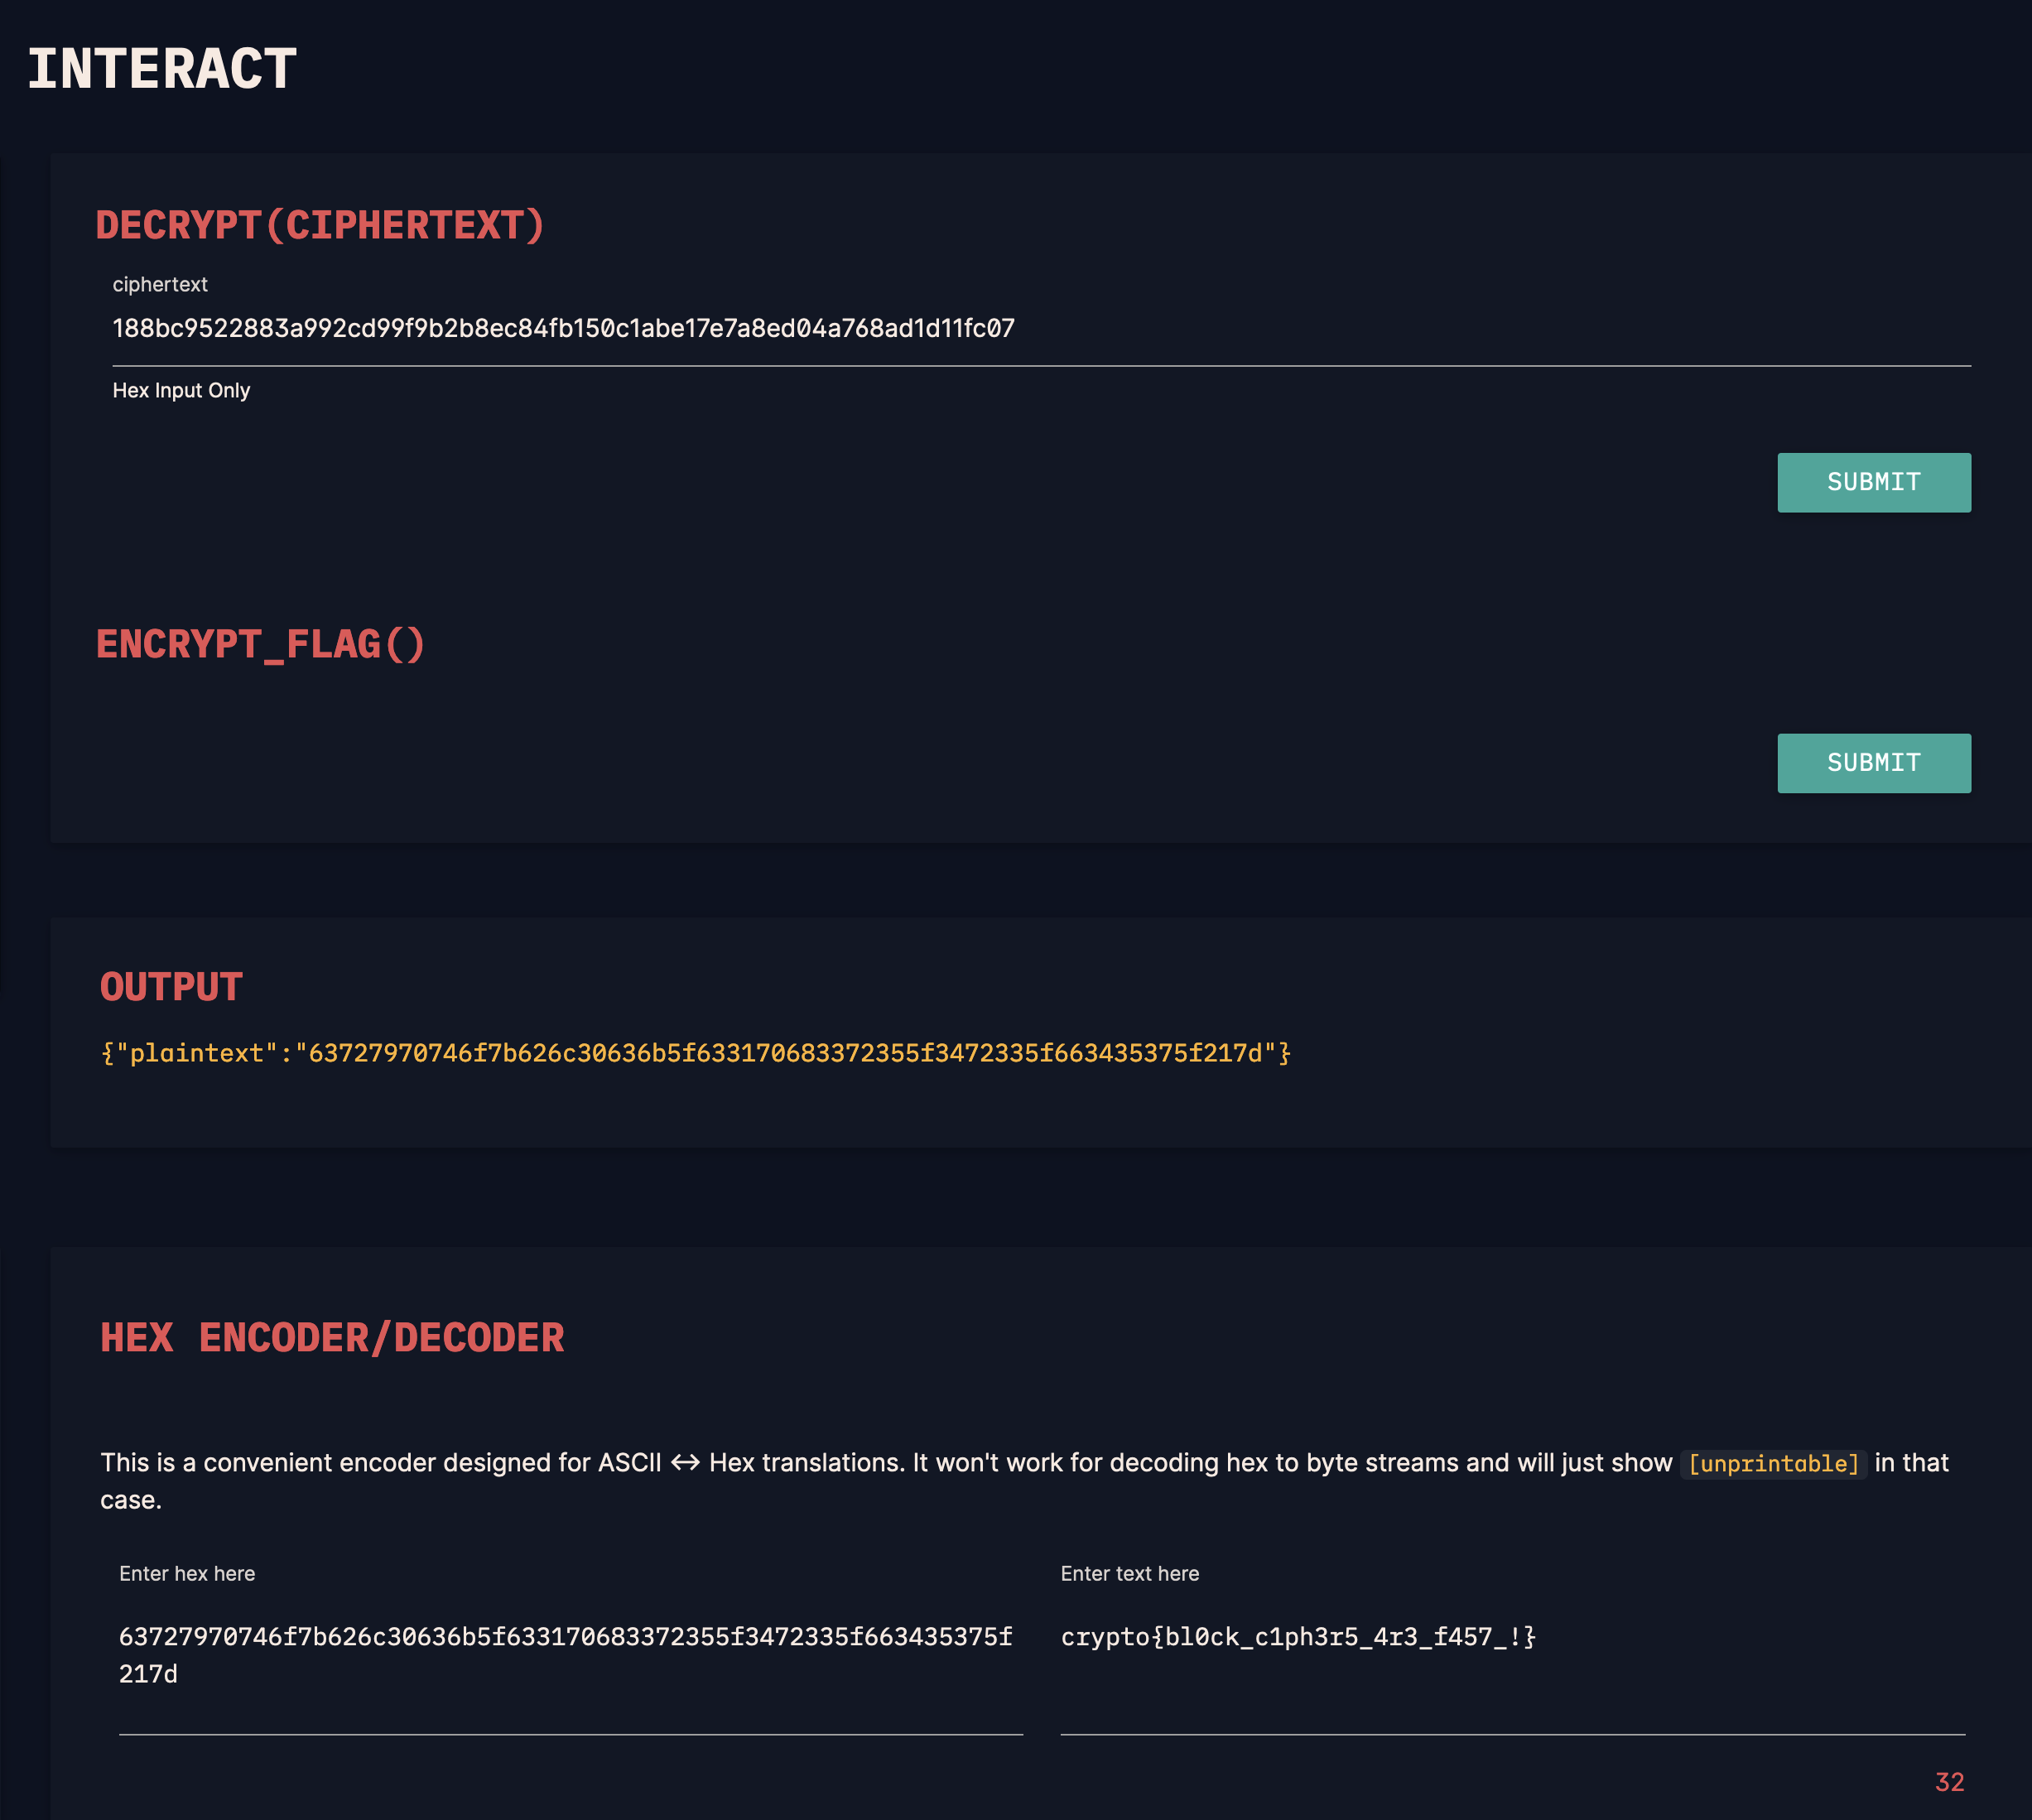 INTERACT
DECRYPT(CIPHERTEXT)
ciphertext
188bc9522883a992cd99f9b2b8ec84fb150c1abe17e7a8ed04a768ad1d11fc07
Hex Input Only
SUBMIT
ENCRYPT_FLAG()
SUBMIT
OUTPUT
{"plaintext":"63727970746f7b626c30636b5f633170683372355f3472335f663435375f217d"}
HEX ENCODER/DECODER
This is a convenient encoder designed for ASCII <-> Hex translations. It won't work for decoding hex to byte streams and will just show [unprintable] in that
case.
Enter hex here
Enter text here
63727970746f7b626c30636b5f633170683372355f3472335f663435375f
217d
crypto{bl0ck_c1ph3r5_4r3_f457_!}
32